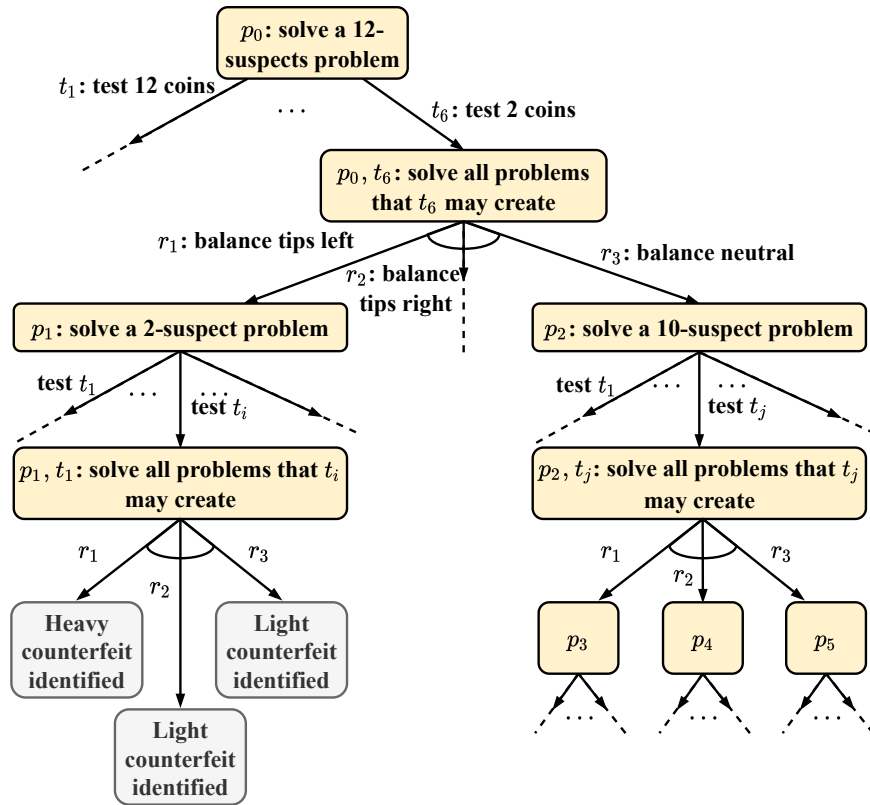 p₀: solve a 12-
suspects problem
t₁: test 12 coins
...
t₆: test 2 coins
p₀, t₆: solve all problems
that t₆ may create
r₁: balance tips left
r₂: balance
tips right
r₃: balance neutral
p₁: solve a 2-suspect problem
p₂: solve a 10-suspect problem
test t₁
...
...
test tᵢ
test t₁
...
...
test tⱼ
p₁, t₁: solve all problems that tᵢ
may create
p₂, tⱼ: solve all problems that tⱼ
may create
r₁
r₂
r₃
r₁
r₂
r₃
Heavy
counterfeit
identified
Light
counterfeit
identified
Light
counterfeit
identified
p₃
p₄
p₅
...
...
...